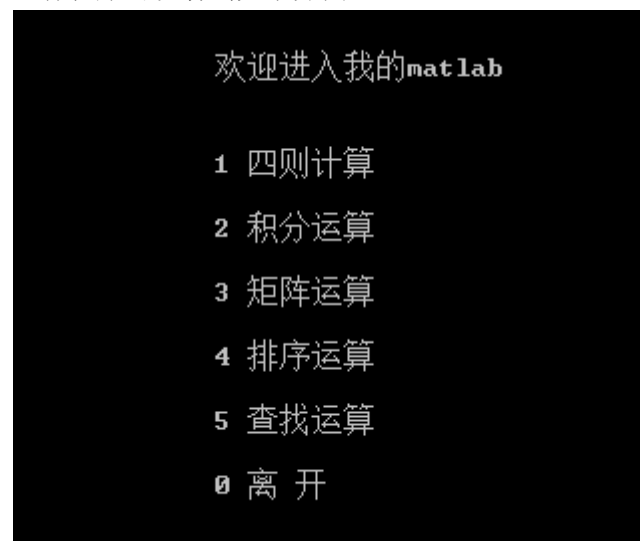 欢迎进入我的matlab
1 四则计算
2 积分运算
3 矩阵运算
4 排序运算
5 查找运算
0 离 开